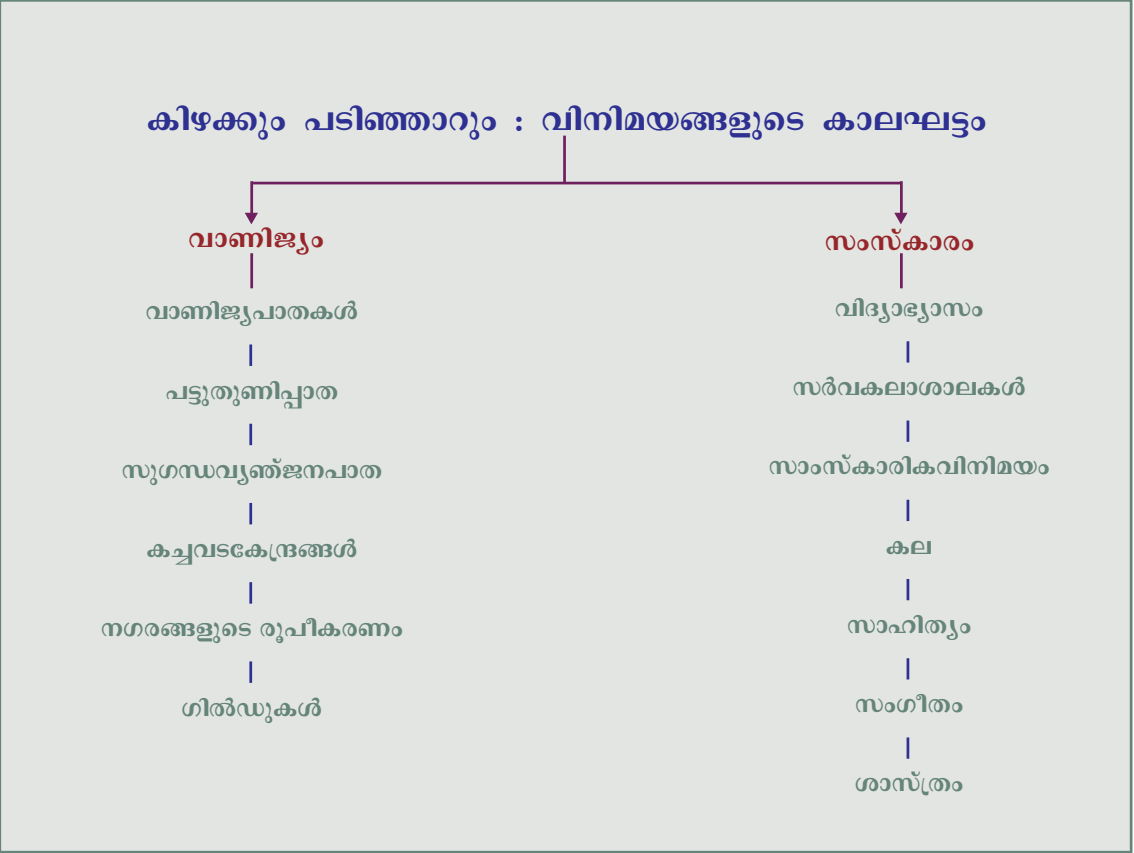 കിഴക്കും പടിഞ്ഞാറും : വിനിമയങ്ങളുടെ കാലഘട്ടം
വാണിജ്യം
വാണിജ്യപാതകൾ
പട്ടുതുണിപ്പാത
സുഗന്ധവ്യഞ്ജനപാത
കച്ചവടകേന്ദ്രങ്ങൾ
നഗരങ്ങളുടെ രൂപീകരണം
ഗിൽഡുകൾ
സംസ്കാരം
വിദ്യാഭ്യാസം
സർവകലാശാലകൾ
സാംസ്കാരികവിനിമയം
കല
സാഹിത്യം
സംഗീതം
ശാസ്ത്രം